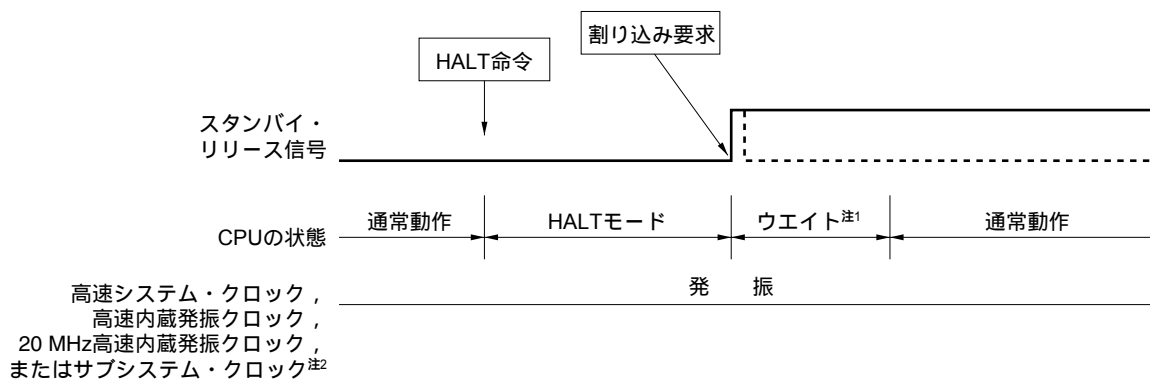 割り込み要求
HALT命令
スタンバイ・
リリース信号
CPUの状態
通常動作
HALTモード
ウエイト注1
通常動作
発 振
高速システム・クロック，
高速内蔵発振クロック，
20 MHz高速内蔵発振クロック，
またはサブシステム・クロック注2